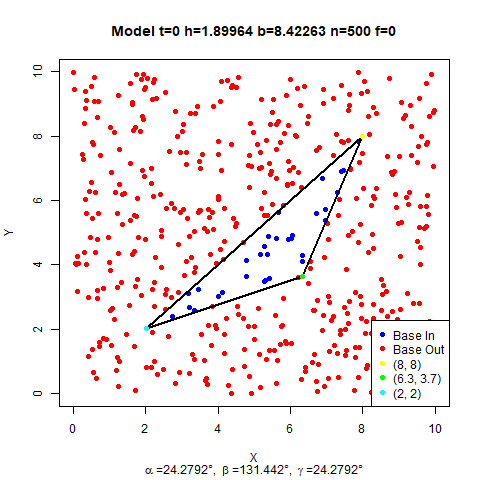 Model t=0 h=1.89964 b=8.42263 n=500 f=0
10
8
6
4
2
0
Y
Base In
Base Out
(8, 8)
(6.3, 3.7)
(2, 2)
0 2 4 6 8 10
X
α=24.2792°, β=131.442°, γ=24.2792°